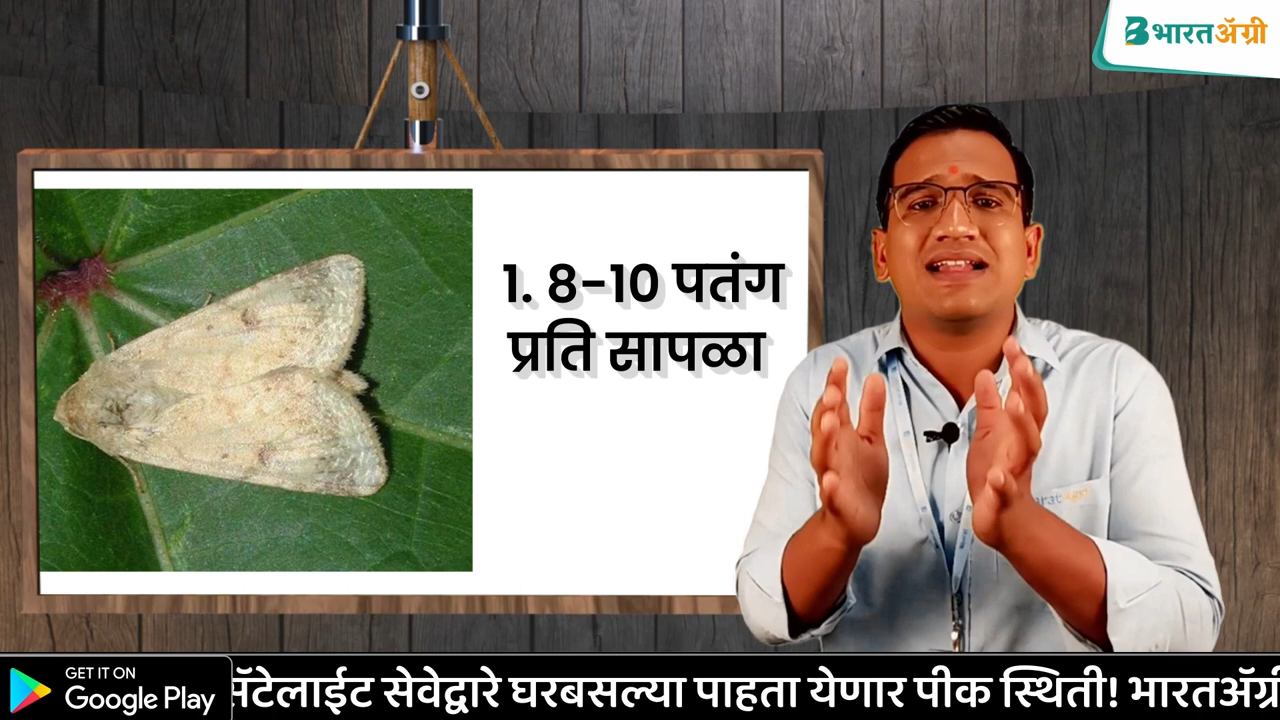 भारतॲग्री
1. 8-10 पतंग
प्रति सापळा
GET IT ON
Google Play
सॅटेलाईट सेवेद्वारे घरबसल्या पाहता येणार पीक स्थिती! भारतॲग्री